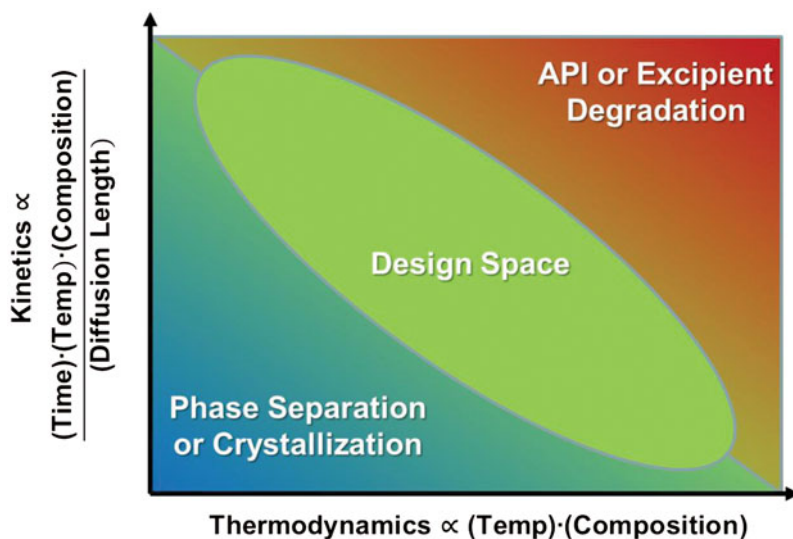 Kinetics ∝
(Time)·(Temp)·(Composition)
(Diffusion Length)
API or Excipient
Degradation
Design Space
Phase Separation
or Crystallization
Thermodynamics ∝ (Temp)·(Composition)